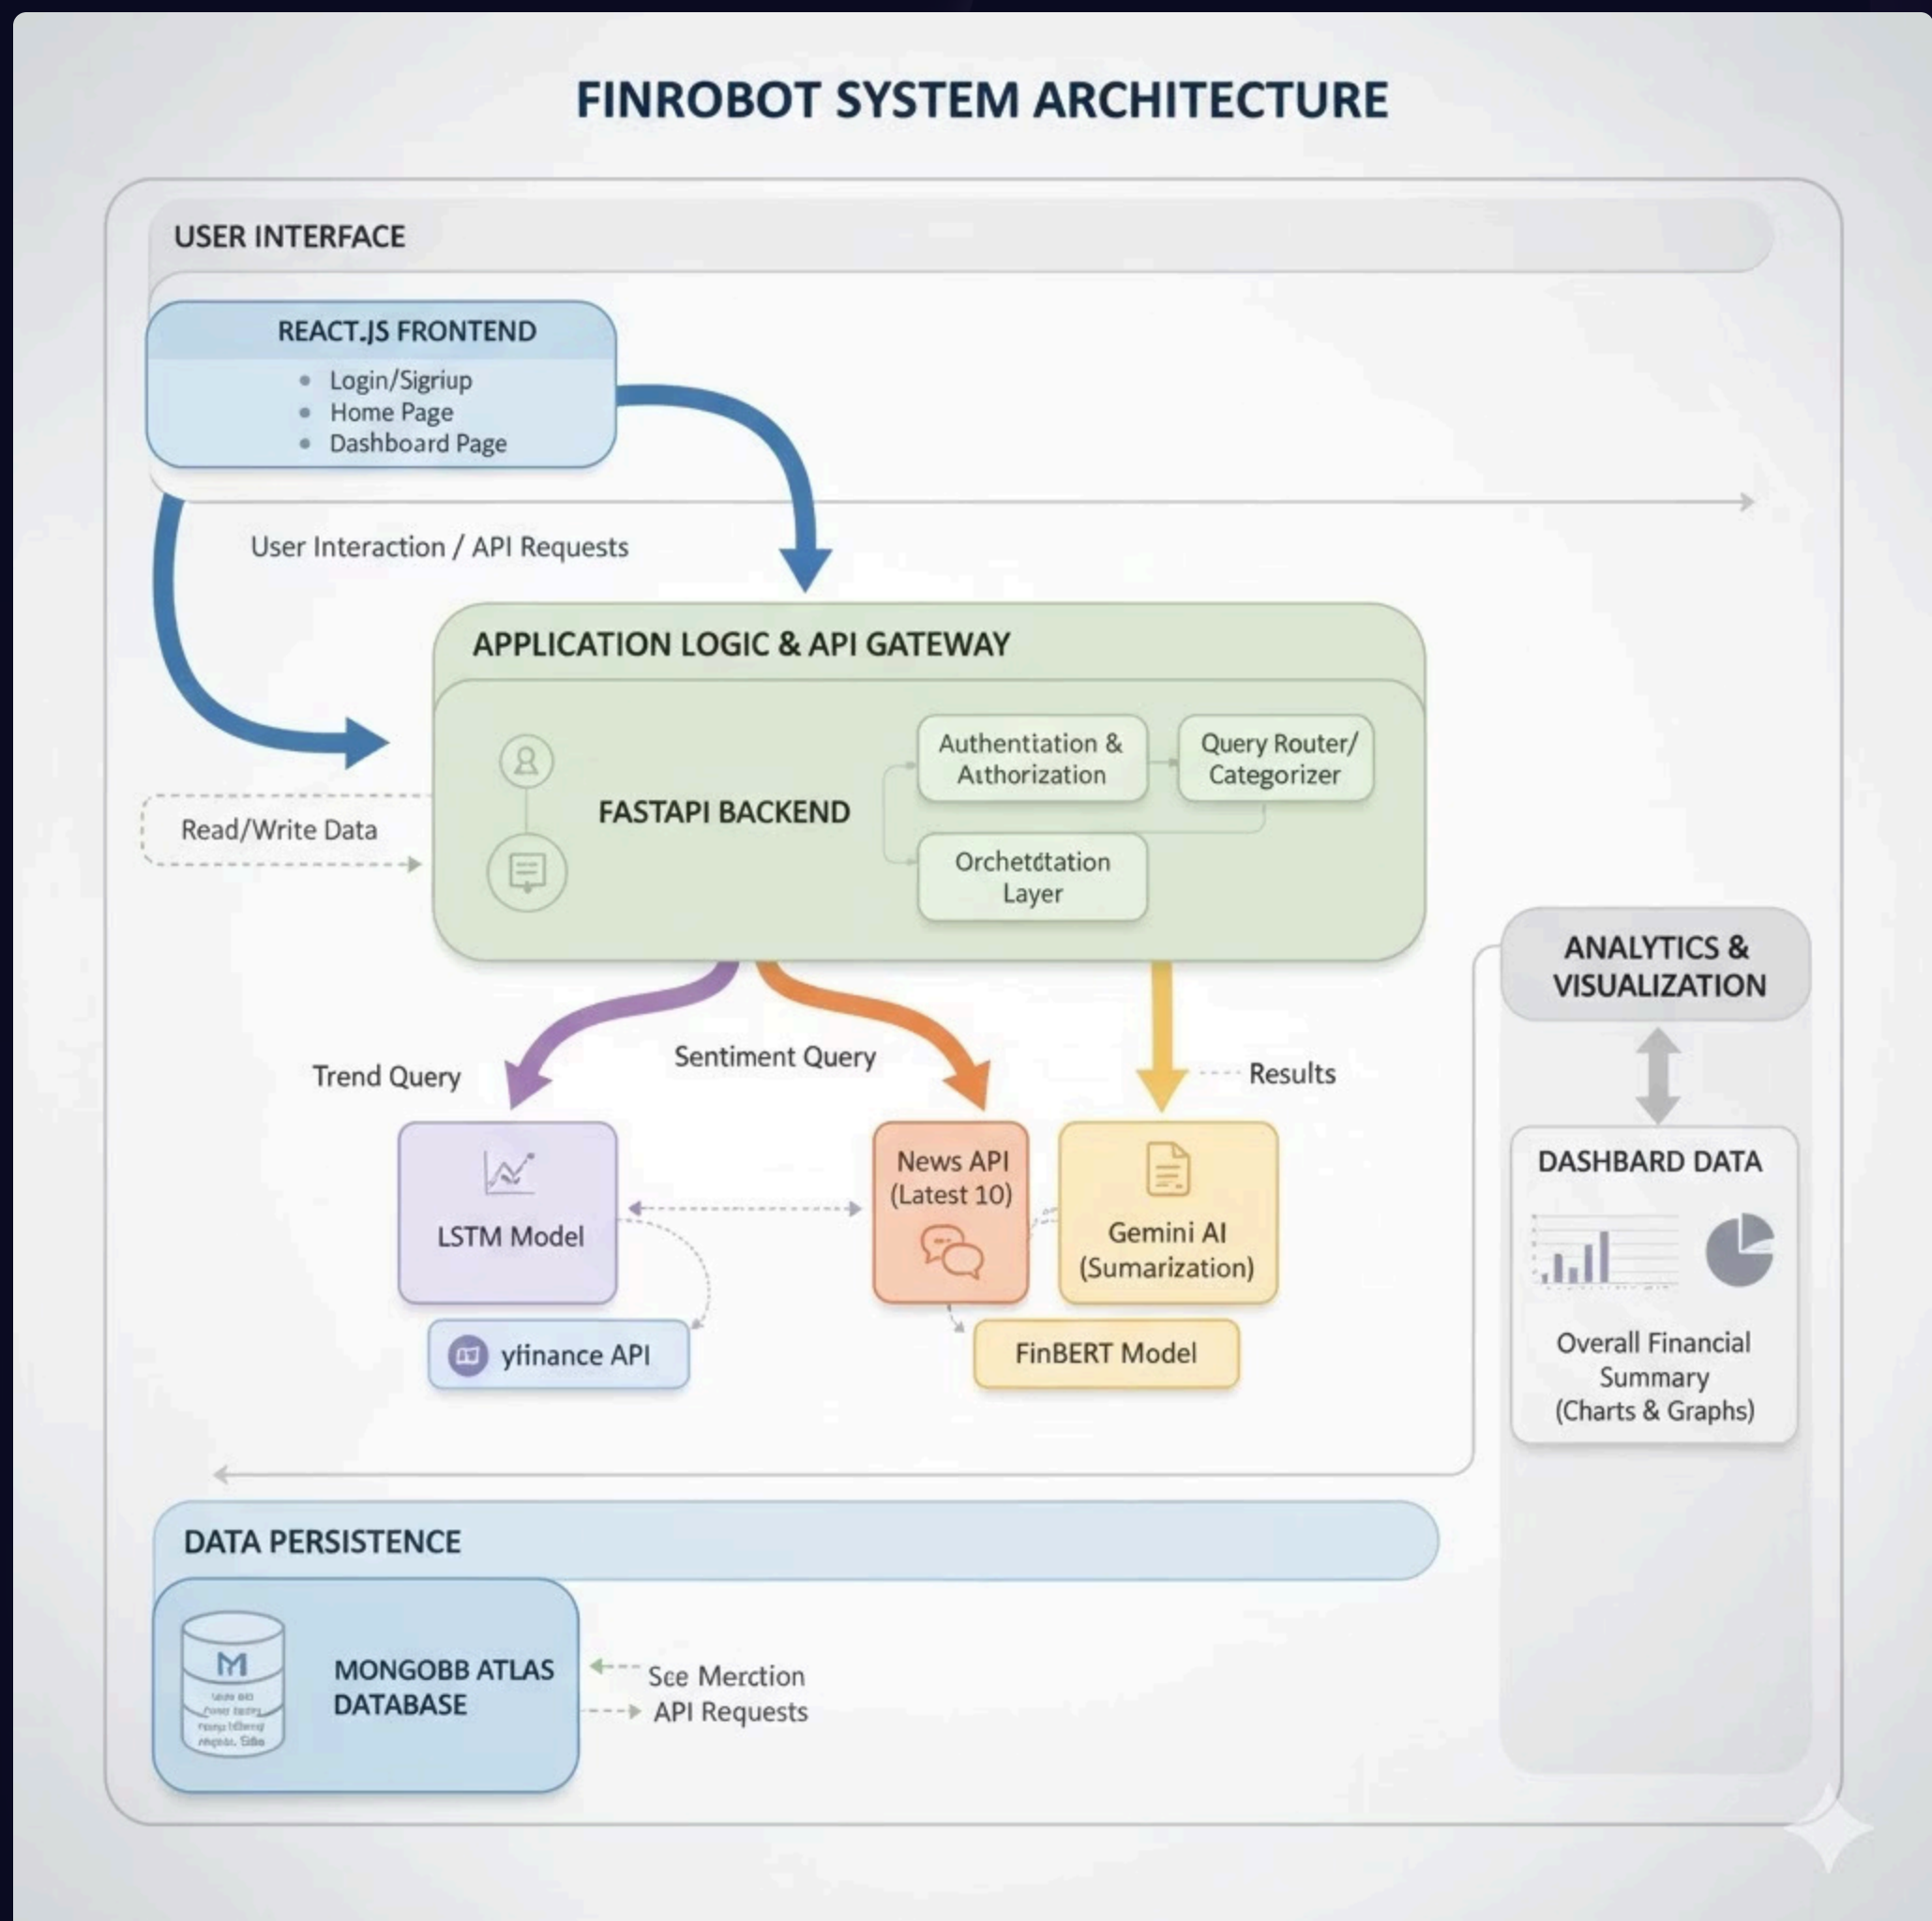 FINROBOT SYSTEM ARCHITECTURE
USER INTERFACE
REACT.JS FRONTEND
Login/Sigriup
Home Page
Dashboard Page
User Interaction / API Requests
APPLICATION LOGIC & API GATEWAY
Authentiation &
Aithorization
Query Router/
Categorizer
FASTAPI BACKEND
Read/Write Data
Orchetdtation
Layer
ANALYTICS &
VISUALIZATION
Trend Query
Sentiment Query
Results
LSTM Model
News API
(Latest 10)
Gemini AI
(Sumarization)
yfinance API
FinBERT Model
DASHBARD DATA
Overall Financial
Summary
(Charts & Graphs)
DATA PERSISTENCE
M
MONGOBB ATLAS
DATABASE
Sce Merction
API Requests